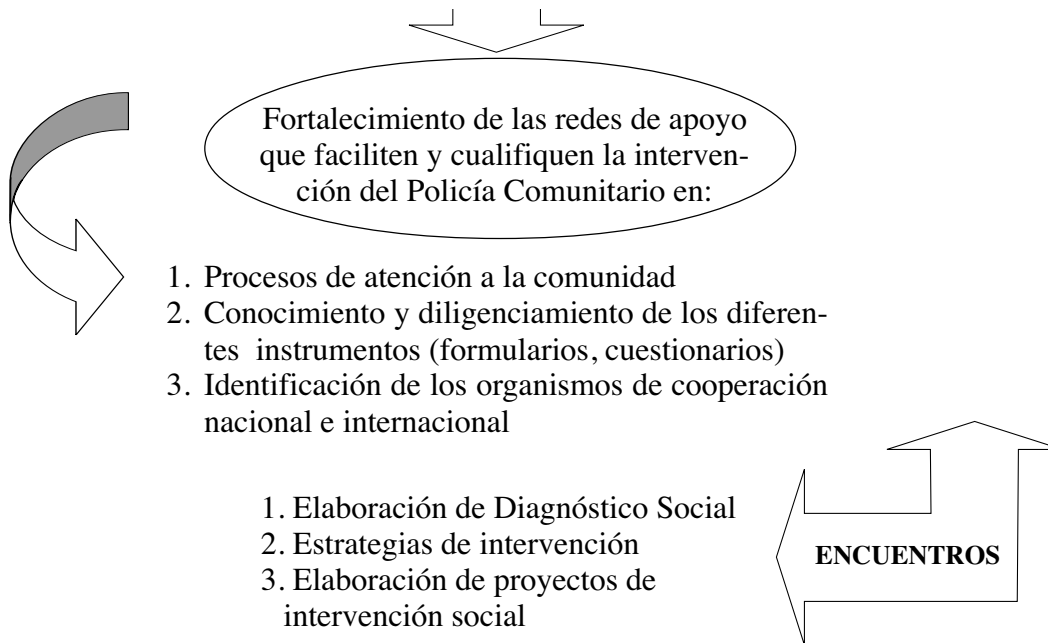 Fortalecimiento de las redes de apoyo
que faciliten y cualifiquen la interven-
ción del Policía Comunitario en:
1. Procesos de atención a la comunidad
2. Conocimiento y diligenciamiento de los diferen-
tes instrumentos (formularios, cuestionarios)
3. Identificación de los organismos de cooperación
nacional e internacional
1. Elaboración de Diagnóstico Social
2. Estrategias de intervención
3. Elaboración de proyectos de
intervención social
ENCUENTROS